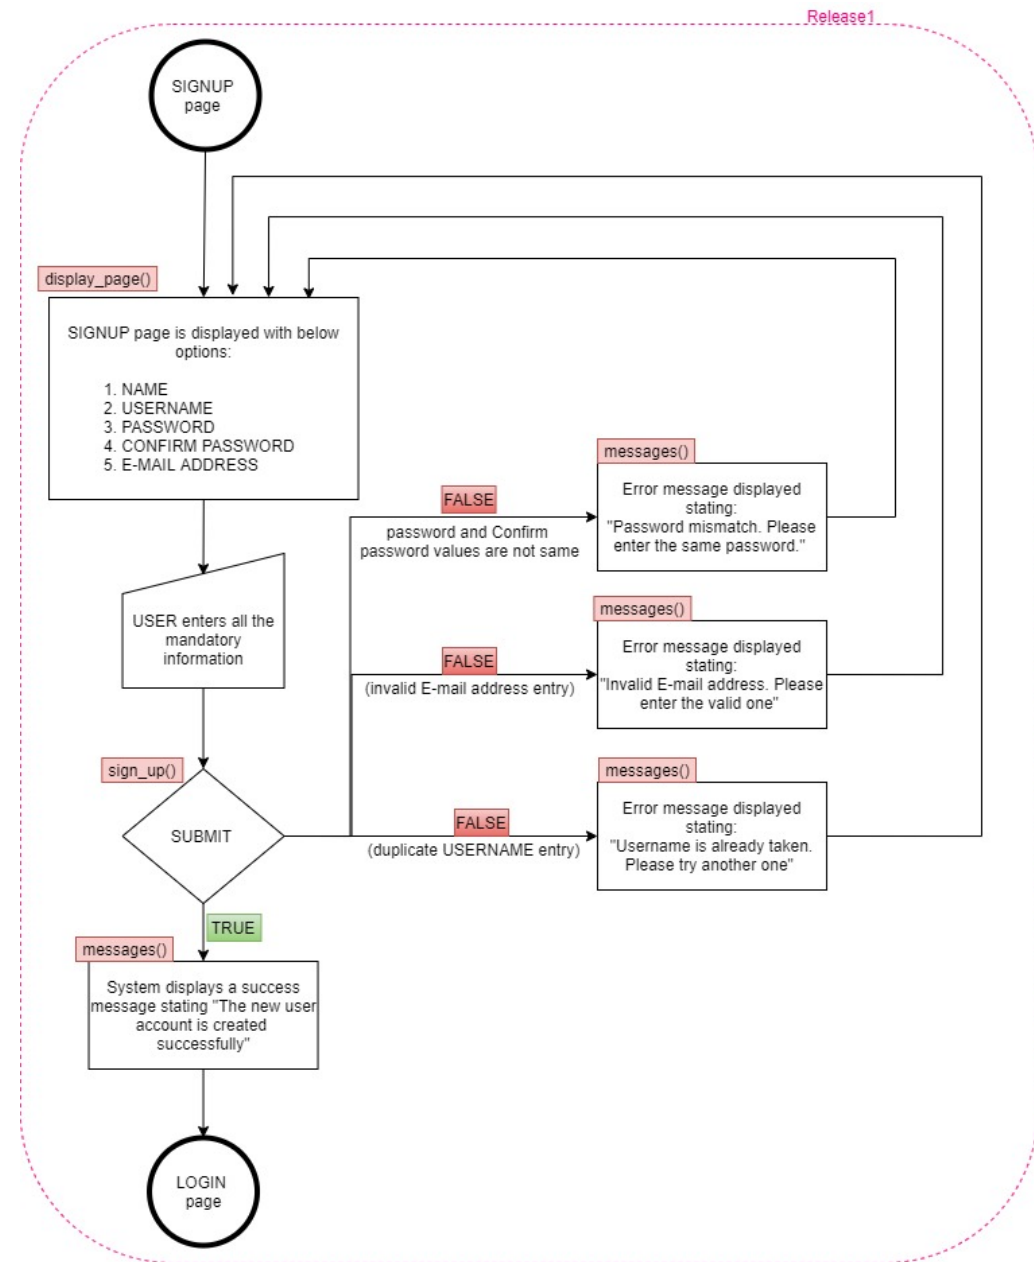 Release1
SIGNUP
page
display_page()
SIGNUP page is displayed with below
options:
1. NAME
2. USERNAME
3. PASSWORD
4. CONFIRM PASSWORD
5. E-MAIL ADDRESS
messages()
FALSE
password and Confirm
password values are not same
Error message displayed
stating:
"Password mismatch. Please
enter the same password."
USER enters all the
mandatory
information
messages()
FALSE
(invalid E-mail address entry)
Error message displayed
stating:
"Invalid E-mail address. Please
enter the valid one"
sign_up()
SUBMIT
messages()
FALSE
(duplicate USERNAME entry)
Error message displayed
stating:
"Username is already taken.
Please try another one"
TRUE
messages()
System displays a success
message stating "The new user
account is created
successfully"
LOGIN
page